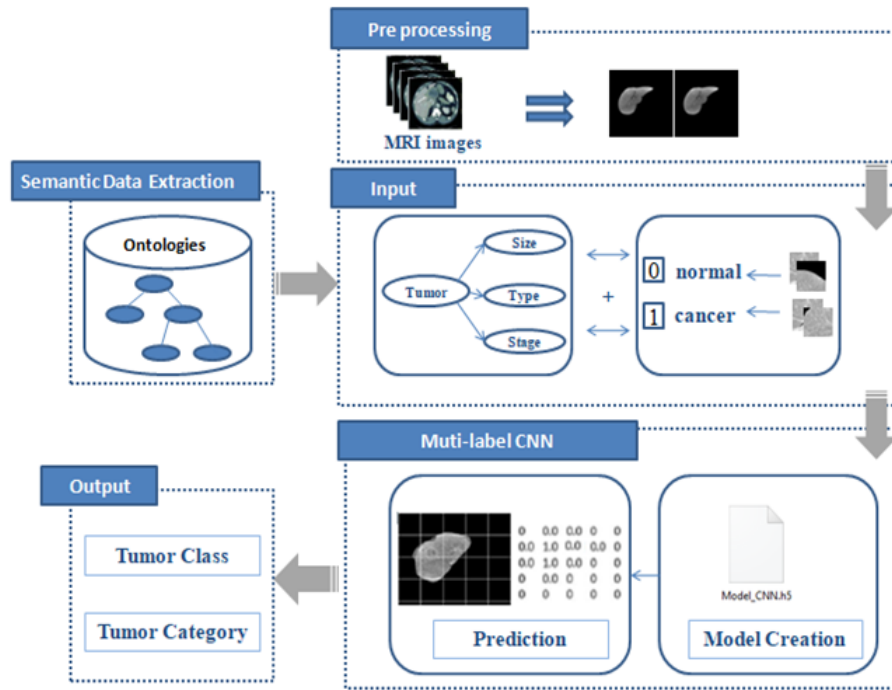 Pre processing
MRI images
Semantic Data Extraction
Ontologies
Input
Tumor
Size
Type
Stage
+
0 normal
1 cancer
Muti-label CNN
0 0.0 0.0 0 0
0.0 1.0 0.0 0.0 0
0.0 1.0 0.0 0 0
0 0.0 0 0 0
0 0 0 0 0
Prediction
Model_CNN.h5
Model Creation
Output
Tumor Class
Tumor Category